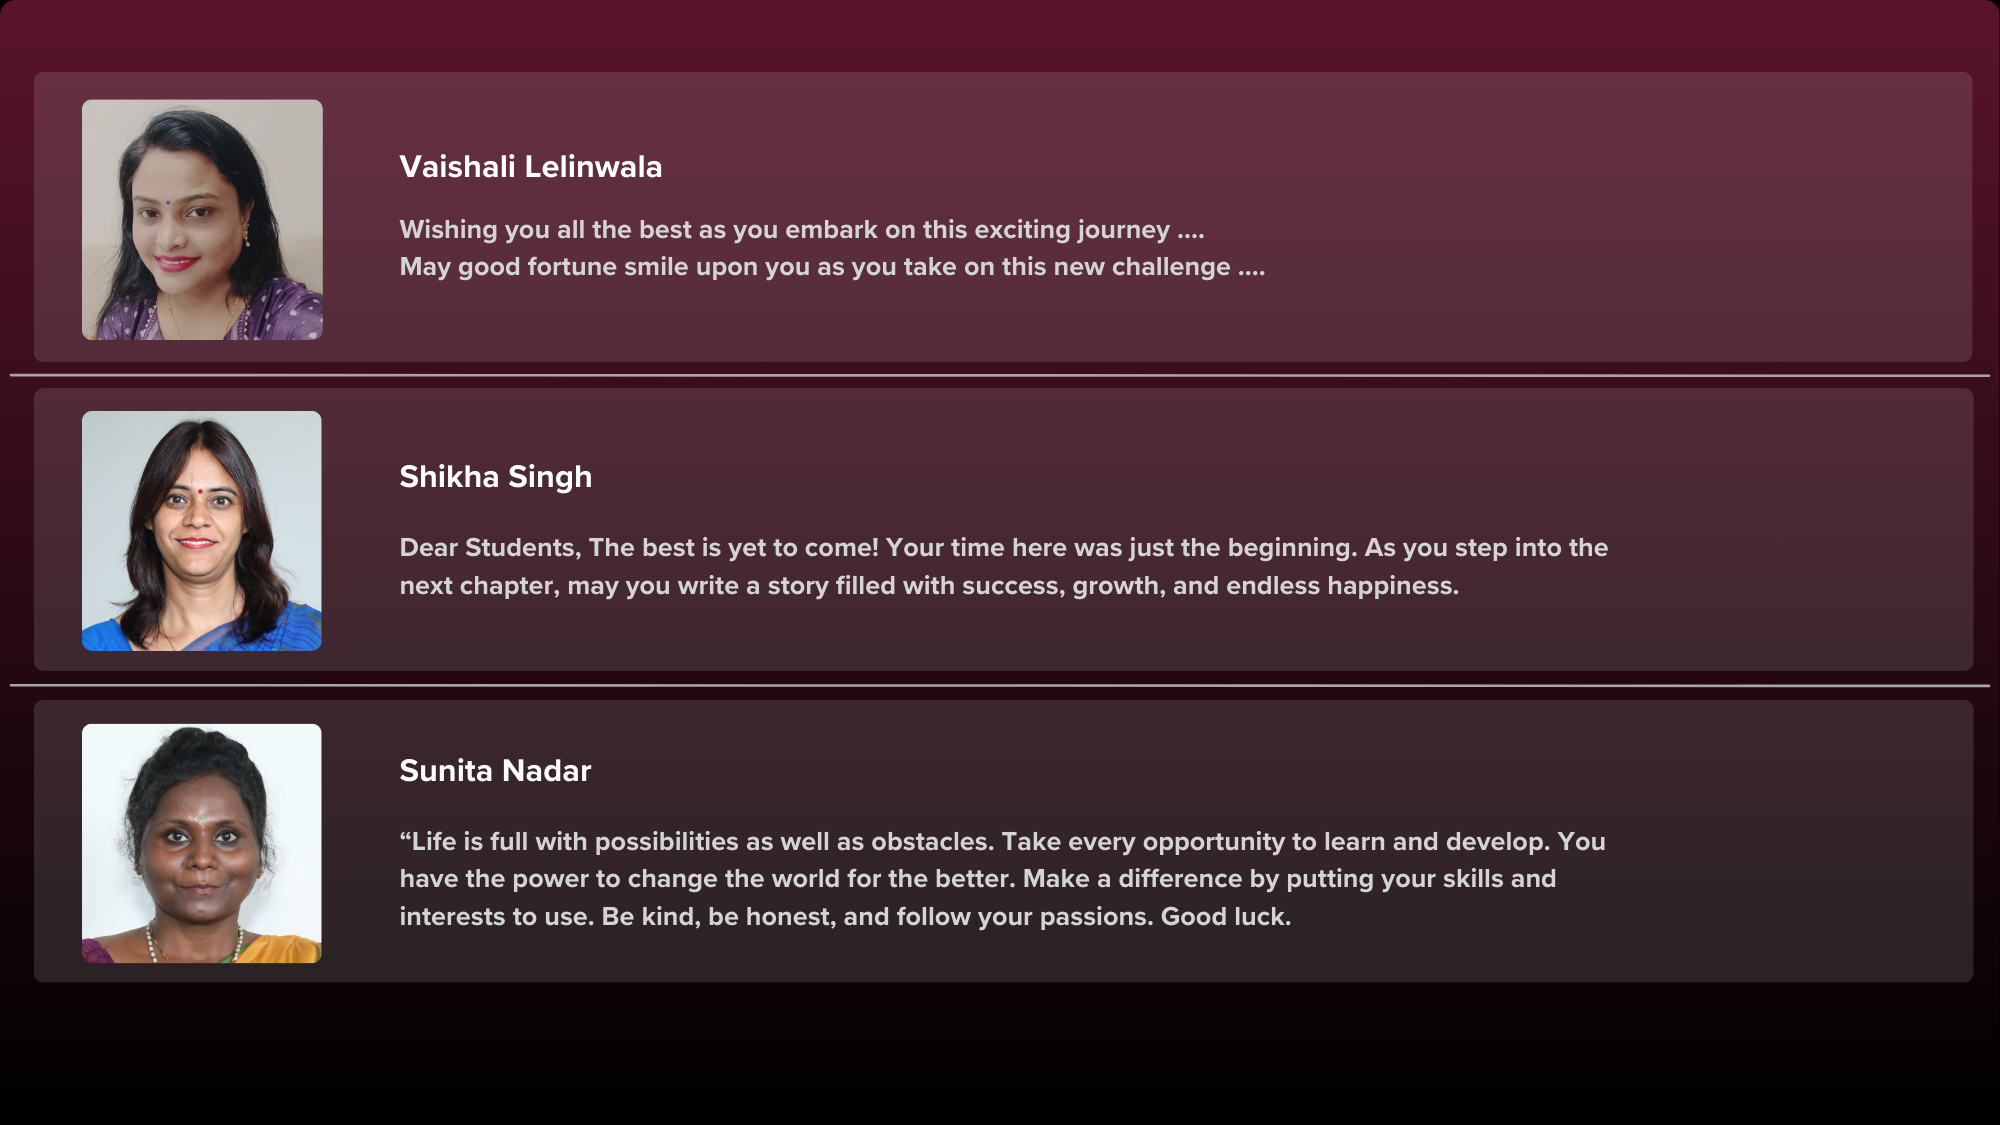 Vaishali Lelinwala
Wishing you all the best as you embark on this exciting journey ....
May good fortune smile upon you as you take on this new challenge ....
Shikha Singh
Dear Students, The best is yet to come! Your time here was just the beginning. As you step into the
next chapter, may you write a story filled with success, growth, and endless happiness.
Sunita Nadar
“Life is full with possibilities as well as obstacles. Take every opportunity to learn and develop. You
have the power to change the world for the better. Make a difference by putting your skills and
interests to use. Be kind, be honest, and follow your passions. Good luck.